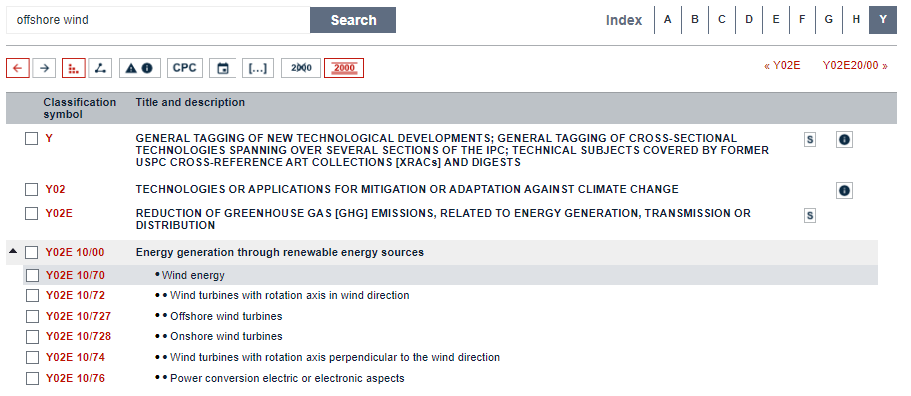 offshore wind Search Index A B C D E F G H Y
CPC [...] 2000 2000 « Y02E Y02E20/00 »
Classification symbol Title and description
Y GENERAL TAGGING OF NEW TECHNOLOGICAL DEVELOPMENTS; GENERAL TAGGING OF CROSS-SECTIONAL S i
TECHNOLOGIES SPANNING OVER SEVERAL SECTIONS OF THE IPC; TECHNICAL SUBJECTS COVERED BY FORMER
USPC CROSS-REFERENCE ART COLLECTIONS [XRACs] AND DIGESTS
Y02 TECHNOLOGIES OR APPLICATIONS FOR MITIGATION OR ADAPTATION AGAINST CLIMATE CHANGE i
Y02E REDUCTION OF GREENHOUSE GAS [GHG] EMISSIONS, RELATED TO ENERGY GENERATION, TRANSMISSION OR S
DISTRIBUTION
Y02E 10/00 Energy generation through renewable energy sources
Y02E 10/70 • Wind energy
Y02E 10/72 • • Wind turbines with rotation axis in wind direction
Y02E 10/727 • • Offshore wind turbines
Y02E 10/728 • • Onshore wind turbines
Y02E 10/74 • • Wind turbines with rotation axis perpendicular to the wind direction
Y02E 10/76 • • Power conversion electric or electronic aspects